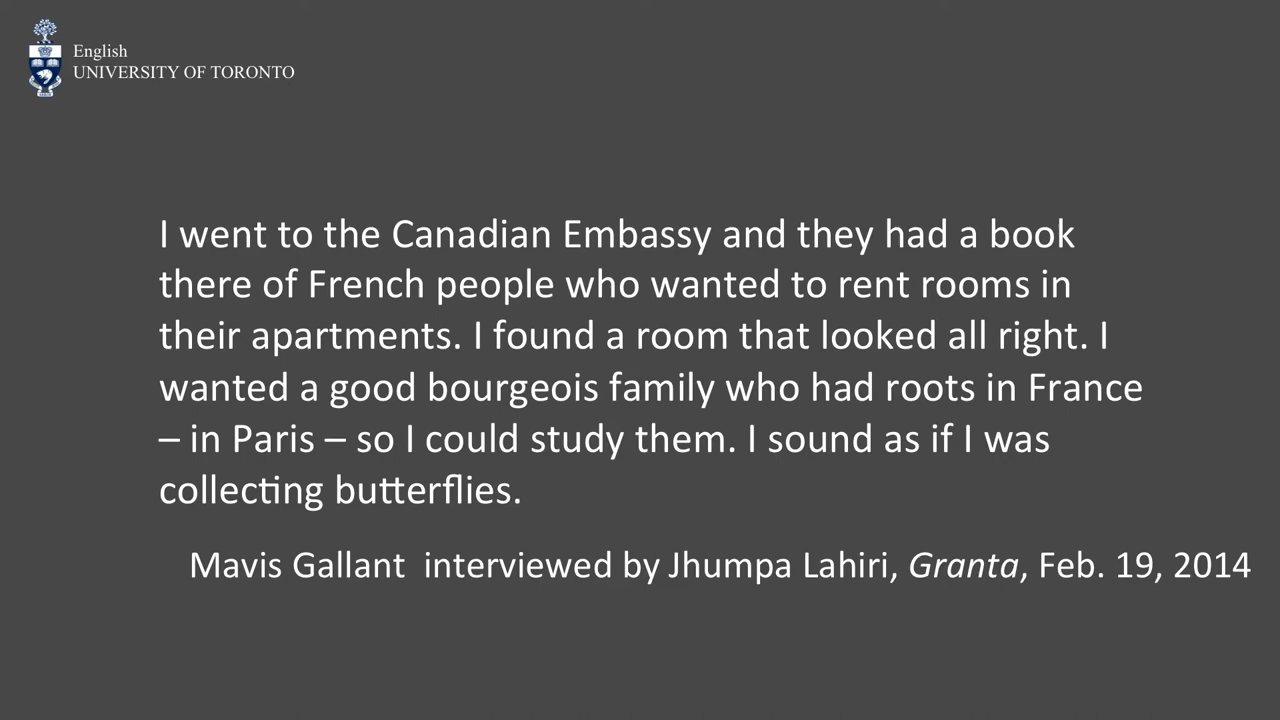 English
UNIVERSITY OF TORONTO
I went to the Canadian Embassy and they had a book
there of French people who wanted to rent rooms in
their apartments. I found a room that looked all right. I
wanted a good bourgeois family who had roots in France
– in Paris – so I could study them. I sound as if I was
collecting butterflies.
Mavis Gallant interviewed by Jhumpa Lahiri, Granta, Feb. 19, 2014